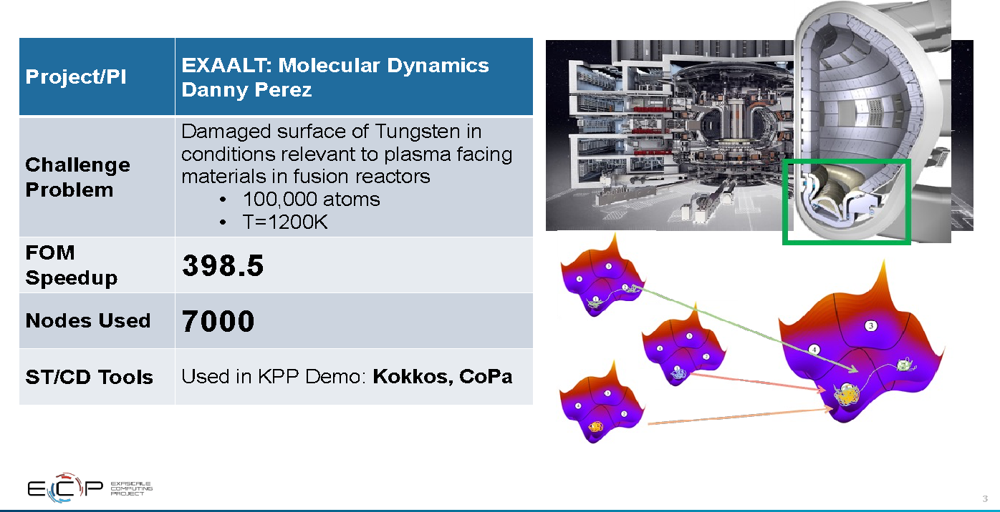 Project/PI
EXAALT: Molecular Dynamics
Danny Perez
Challenge
Problem
Damaged surface of Tungsten in
conditions relevant to plasma facing
materials in fusion reactors
• 100,000 atoms
• T=1200K
FOM
Speedup
398.5
Nodes Used
7000
ST/CD Tools
Used in KPP Demo: Kokkos, CoPa
3
4
2
1
3
4
2
1
3
4
2
3
4
2
ECP
EXASCALE
COMPUTING
PROJECT
3